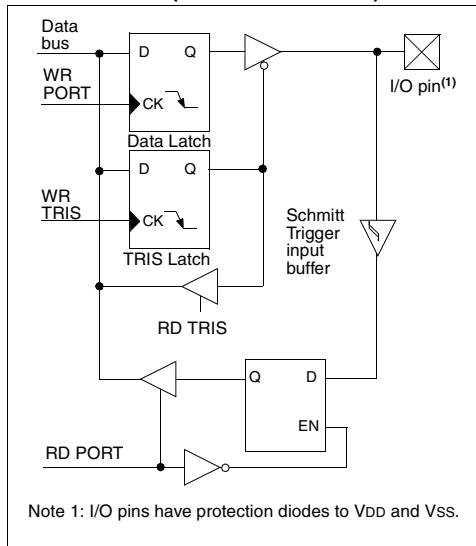 Data
bus
D Q
WR
PORT
CK
I/O pin(1)
Data Latch
D Q
WR
TRIS
CK
Schmitt
Trigger
input
buffer
TRIS Latch
RD TRIS
Q D
EN
RD PORT
Note 1: I/O pins have protection diodes to VDD and VSS.